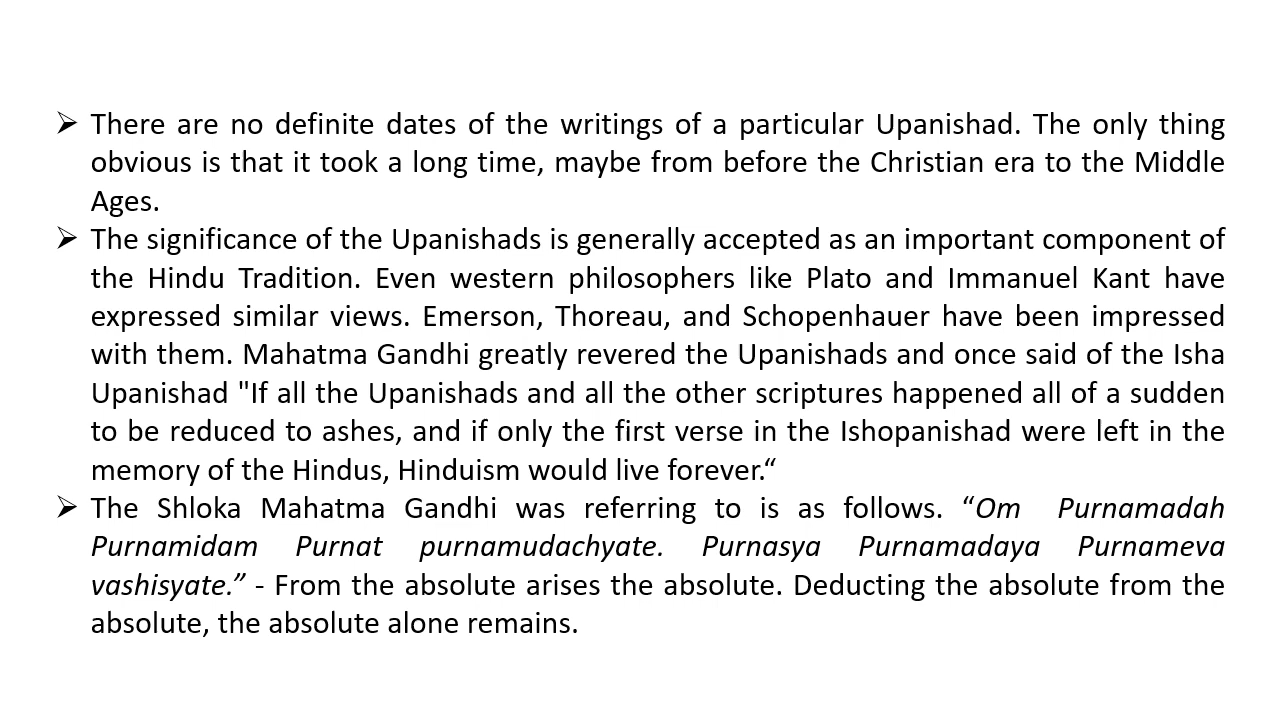 ➢ There are no definite dates of the writings of a particular Upanishad. The only thing
obvious is that it took a long time, maybe from before the Christian era to the Middle
Ages.
➢ The significance of the Upanishads is generally accepted as an important component of
the Hindu Tradition. Even western philosophers like Plato and Immanuel Kant have
expressed similar views. Emerson, Thoreau, and Schopenhauer have been impressed
with them. Mahatma Gandhi greatly revered the Upanishads and once said of the Isha
Upanishad "If all the Upanishads and all the other scriptures happened all of a sudden
to be reduced to ashes, and if only the first verse in the Ishopanishad were left in the
memory of the Hindus, Hinduism would live forever.“
➢ The Shloka Mahatma Gandhi was referring to is as follows. “Om Purnamadah
Purnamidam Purnat purnamudachyate. Purnasya Purnamadaya Purnameva
vashisyate.” - From the absolute arises the absolute. Deducting the absolute from the
absolute, the absolute alone remains.